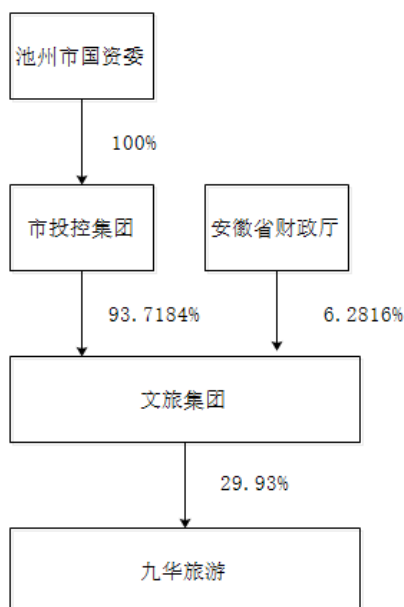 池州市国资委
100%
市投控集团
安徽省财政厅
93.7184%
6.2816%
文旅集团
29.93%
九华旅游